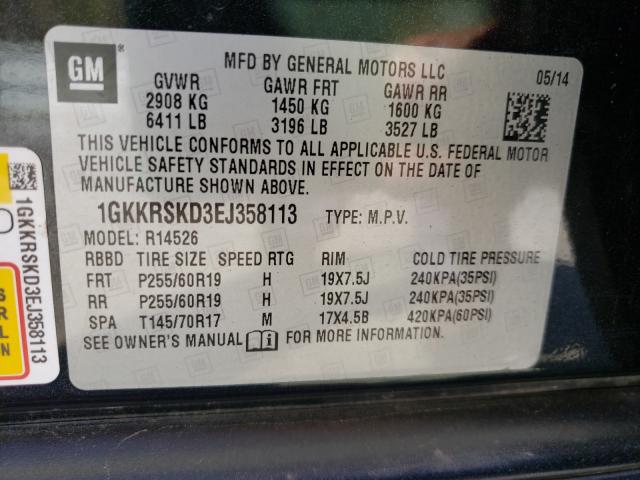 GM
®
MFD BY GENERAL MOTORS LLC
05/14
GVWR GAWR FRT GAWR RR
2908 KG 1450 KG 1600 KG
6411 LB 3196 LB 3527 LB
THIS VEHICLE CONFORMS TO ALL APPLICABLE U.S. FEDERAL MOTOR
VEHICLE SAFETY STANDARDS IN EFFECT ON THE DATE OF
MANUFACTURE SHOWN ABOVE.
1GKKRSKD3EJ358113 TYPE: M.P.V.
MODEL: R14526
RBBD TIRE SIZE SPEED RTG RIM COLD TIRE PRESSURE
FRT P255/60R19 H 19X7.5J 240KPA(35PSI)
RR P255/60R19 H 19X7.5J 240KPA(35PSI)
SPA T145/70R17 M 17X4.5B 420KPA(60PSI)
SEE OWNER'S MANUAL FOR MORE INFORMATION.
1GKKRSKD3EJ358113